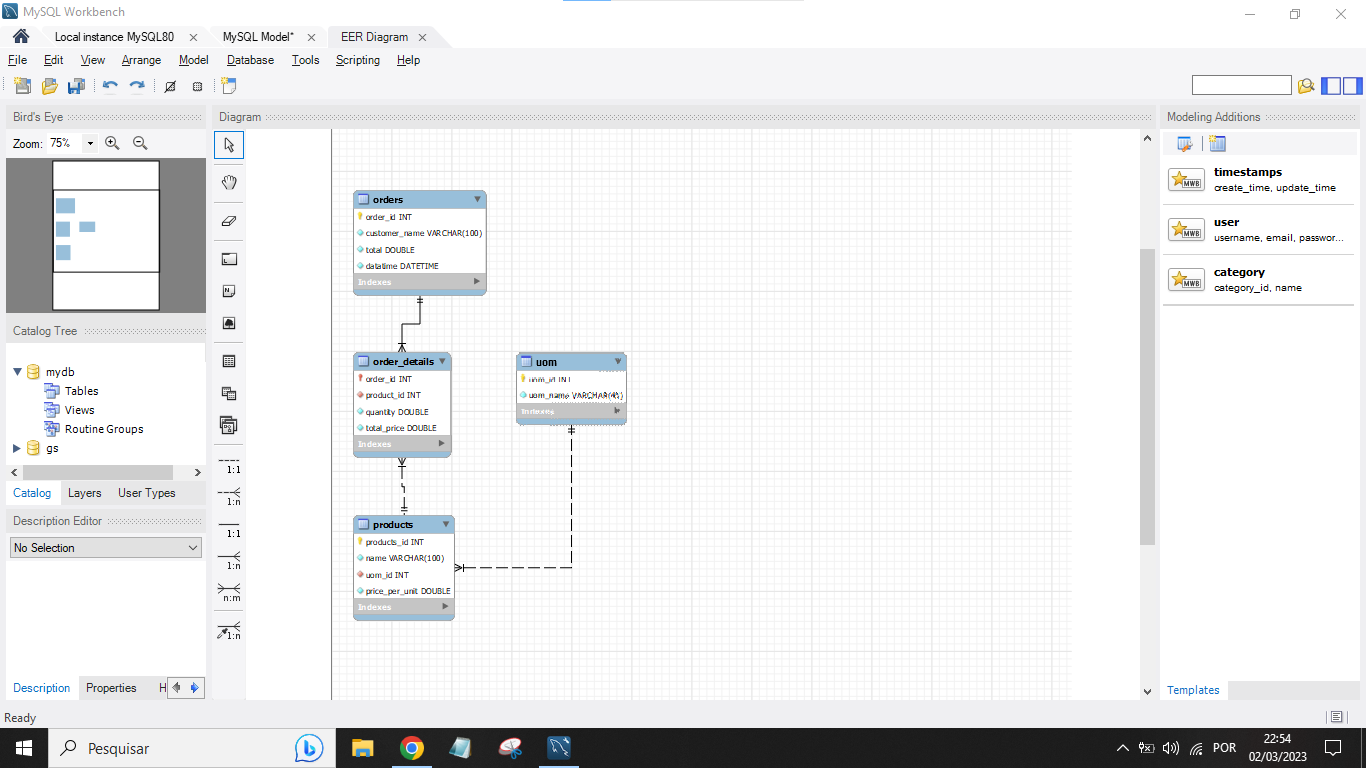 MySQL Workbench
Local instance MySQL80
MySQL Model*
EER Diagram
File Edit View Arrange Model Database Tools Scripting Help
Bird's Eye
Zoom: 75%
Catalog Tree
mydb
Tables
Views
Routine Groups
gs
Catalog Layers User Types
Description Editor
No Selection
Description Properties H
Diagram
1:1
1:n
1:1
1:n
n:m
1:n
orders
order_id INT
customer_name VARCHAR(100)
total DOUBLE
datatime DATETIME
Indexes
order_details
order_id INT
product_id INT
quantity DOUBLE
total_price DOUBLE
Indexes
uom
uom_id INT
uom_name
Indexes
products
products_id INT
name VARCHAR(100)
uom_id INT
price_per_unit DOUBLE
Indexes
Modeling Additions
MWB
timestamps
create_time, update_time
MWB
user
username, email, passwor...
MWB
category
category_id, name
Templates
Ready
Pesquisar
POR
22:54
02/03/2023